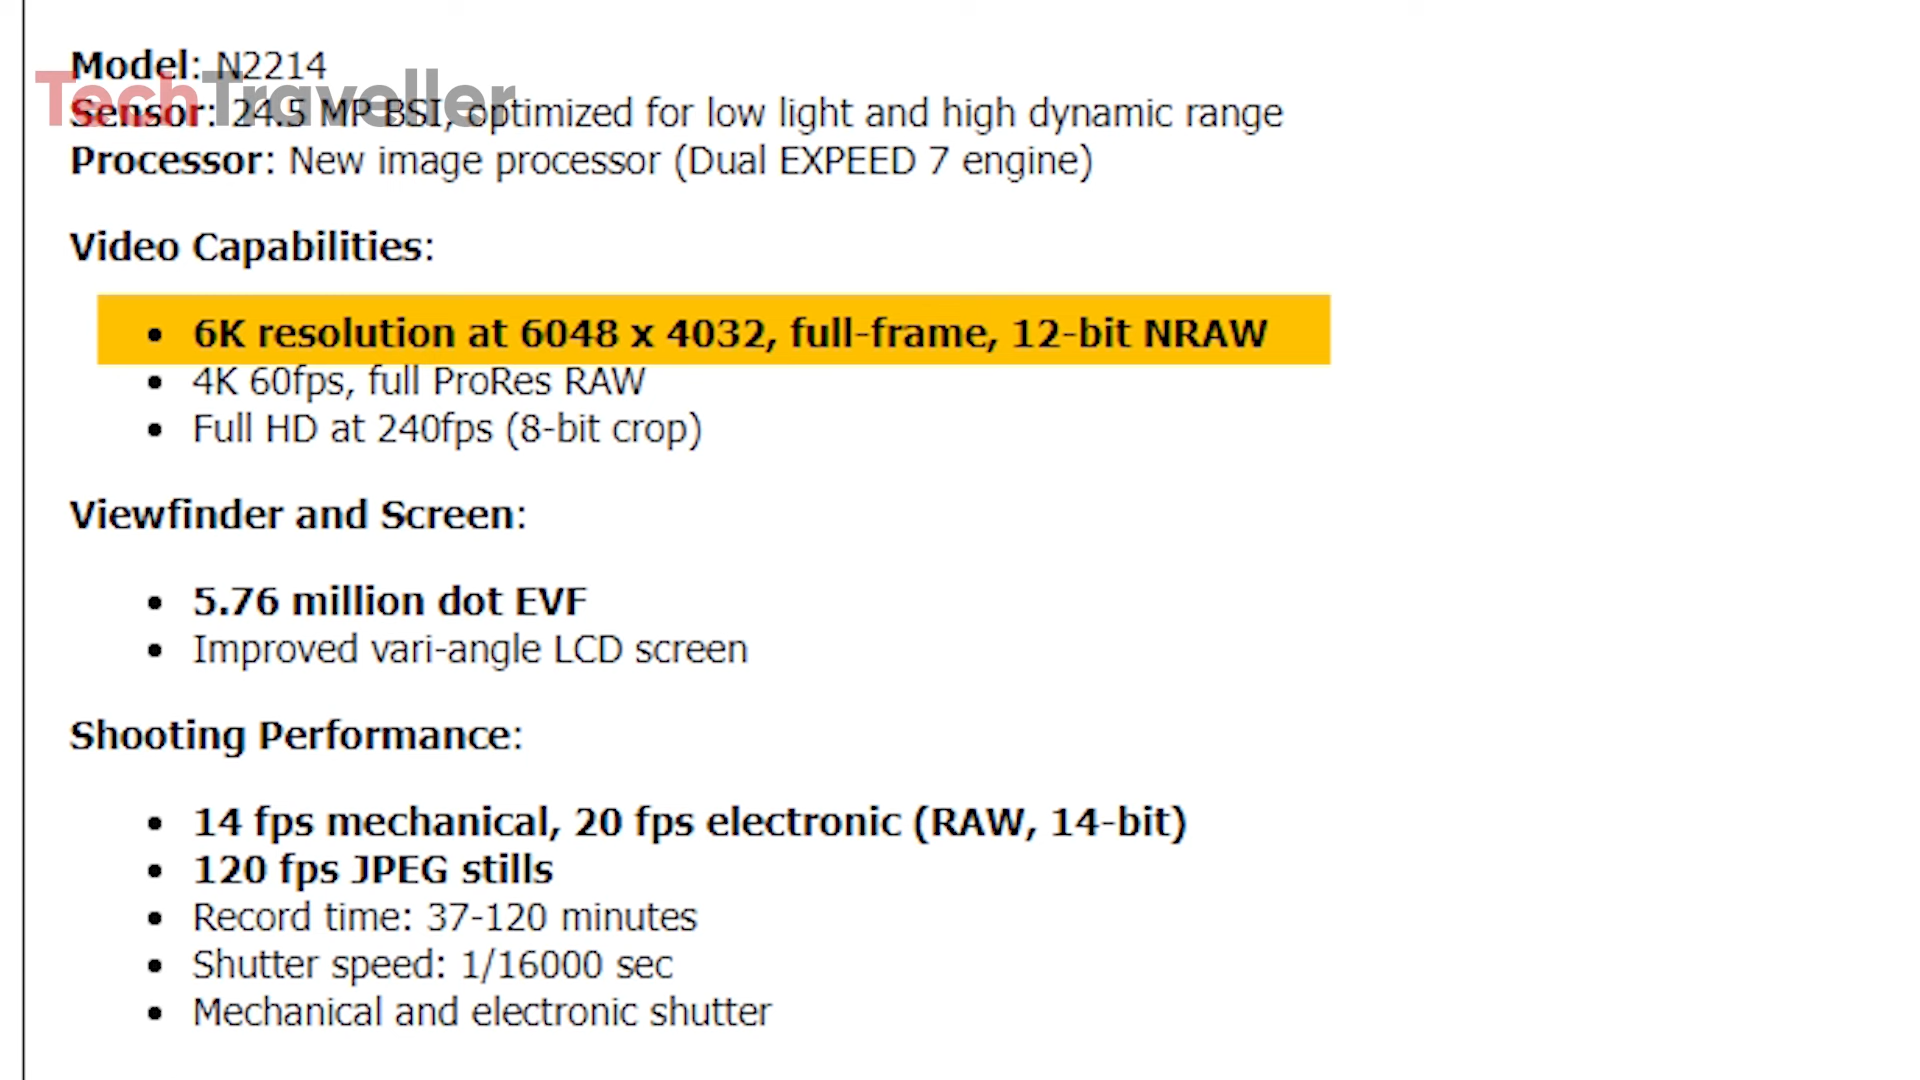 Model: N2214
TechTraveller
Sensor: 24.5 MP BSI, optimized for low light and high dynamic range
Processor: New image processor (Dual EXPEED 7 engine)
Video Capabilities:
• 6K resolution at 6048 x 4032, full-frame, 12-bit NRAW
• 4K 60fps, full ProRes RAW
• Full HD at 240fps (8-bit crop)
Viewfinder and Screen:
• 5.76 million dot EVF
• Improved vari-angle LCD screen
Shooting Performance:
• 14 fps mechanical, 20 fps electronic (RAW, 14-bit)
• 120 fps JPEG stills
• Record time: 37-120 minutes
• Shutter speed: 1/16000 sec
• Mechanical and electronic shutter